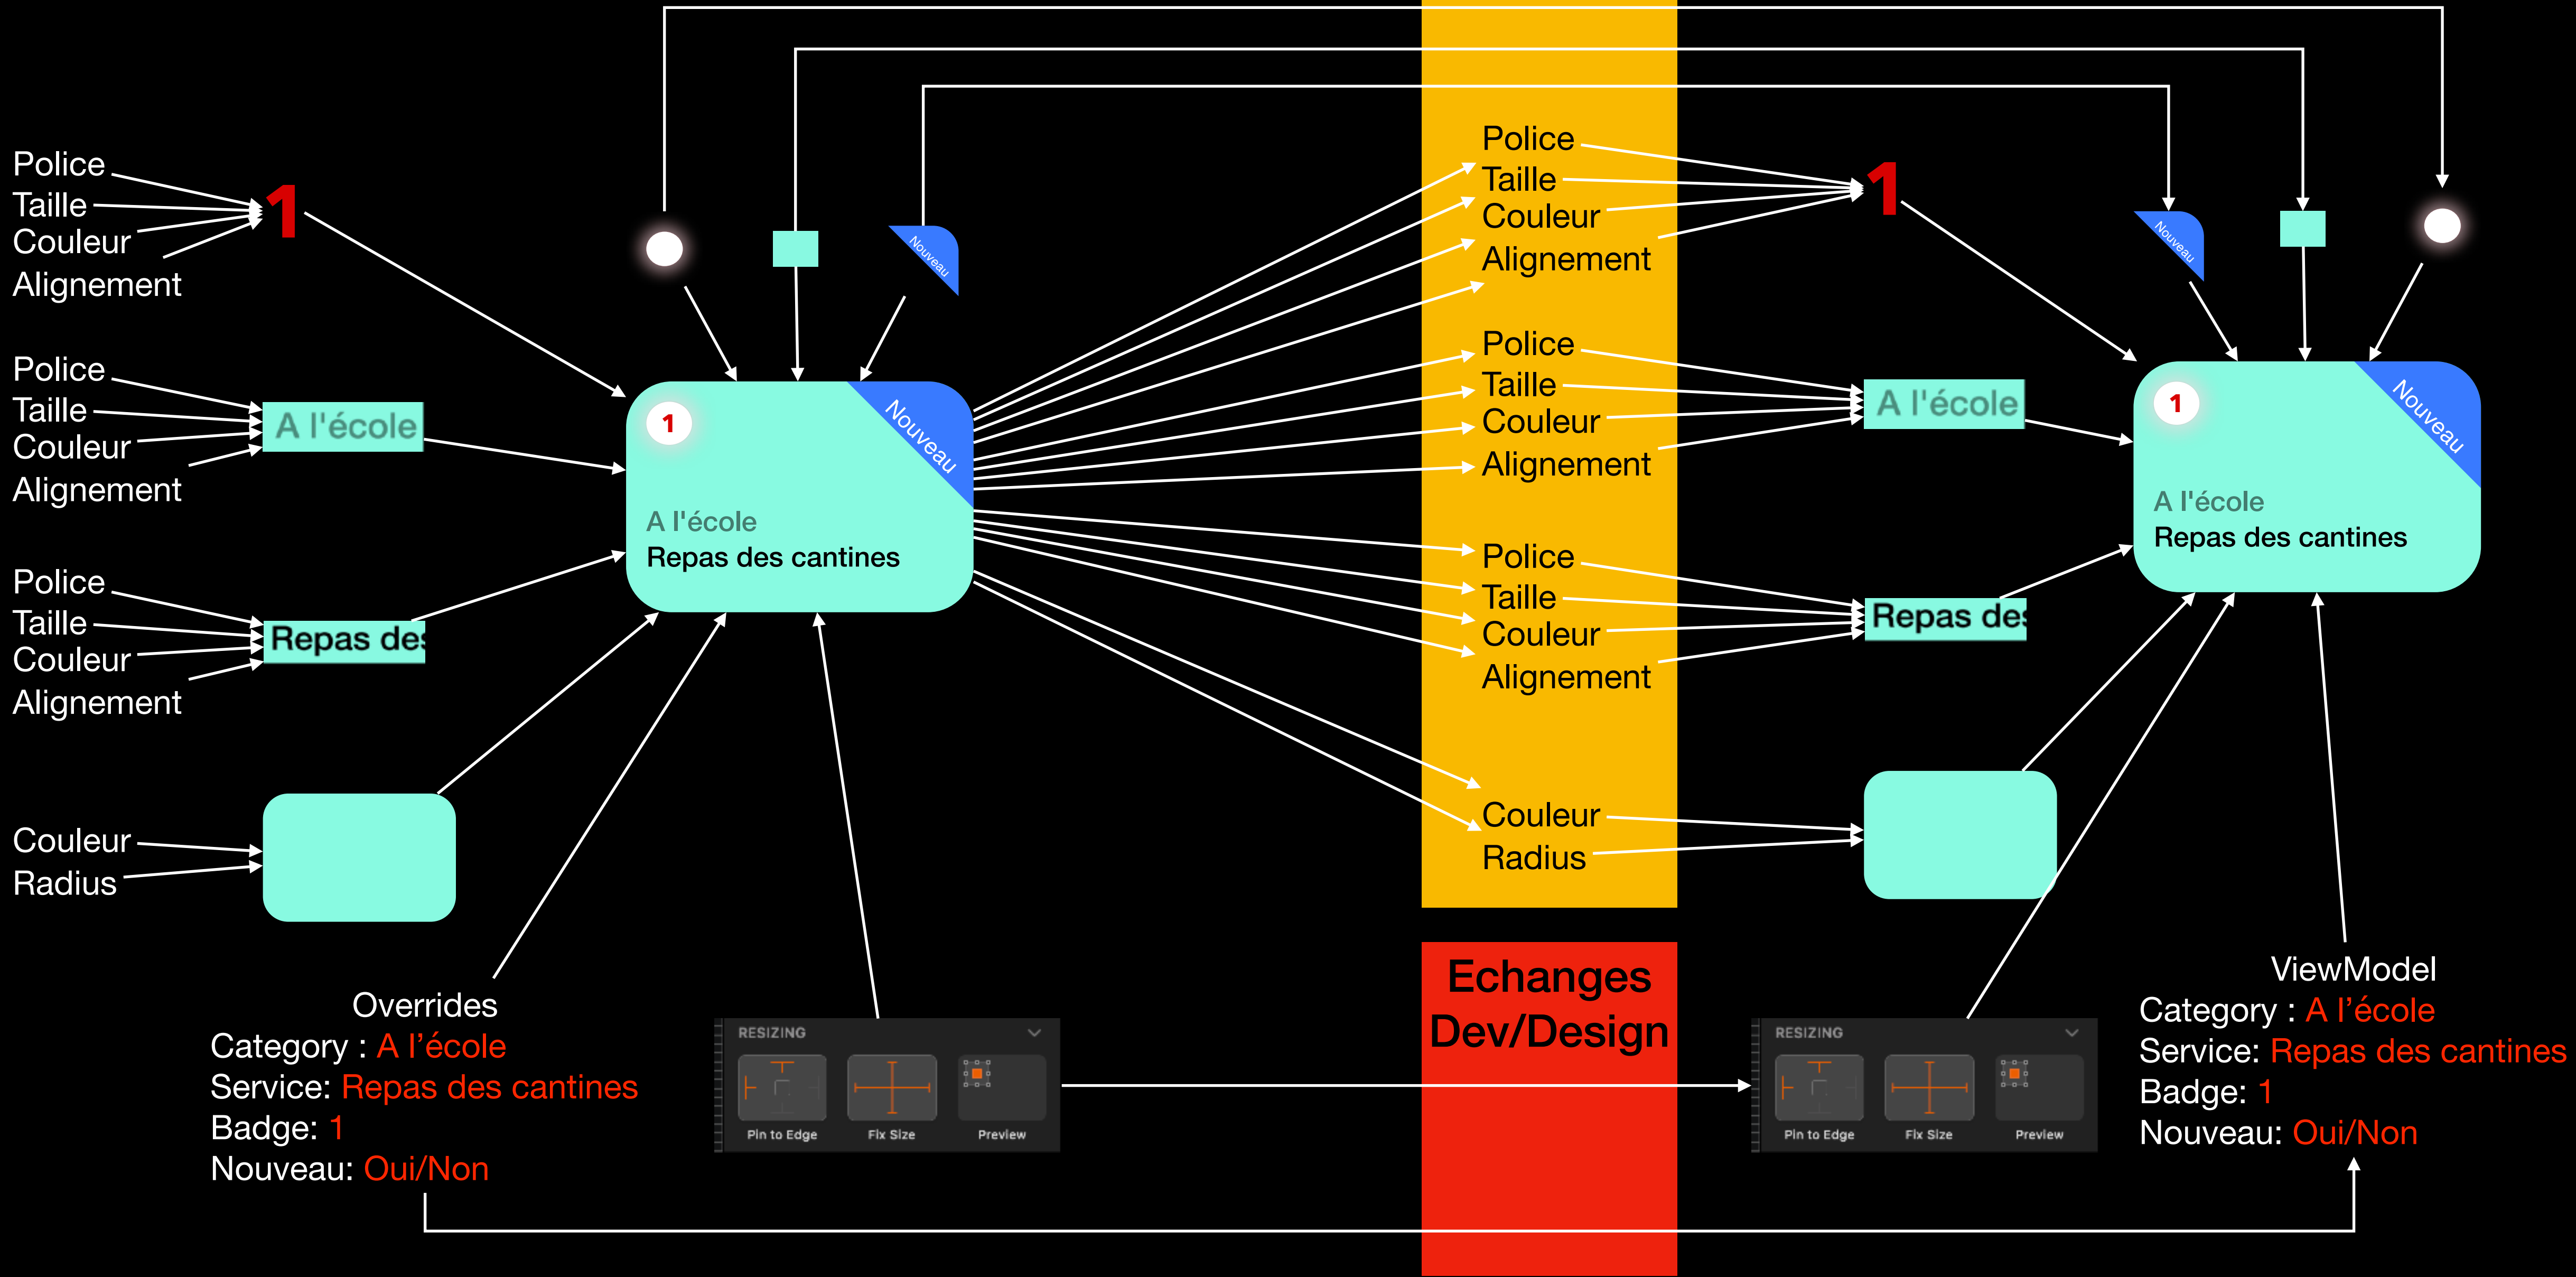 Police
Taille
Couleur
Alignement
1
Police
Taille
Couleur
Alignement
A l'école
Police
Taille
Couleur
Alignement
Repas des
Couleur
Radius
Overrides
Category : A l’école
Service: Repas des cantines
Badge: 1
Nouveau: Oui/Non
Nouveau
1
Nouveau
A l'école
Repas des cantines
RESIZING
Pin to Edge
Fix Size
Preview
Police
Taille
Couleur
Alignement
Police
Taille
Couleur
Alignement
Police
Taille
Couleur
Alignement
Couleur
Radius
Echanges
Dev/Design
1
A l'école
Repas des
RESIZING
Pin to Edge
Fix Size
Preview
Nouveau
1
Nouveau
A l'école
Repas des cantines
ViewModel
Category : A l’école
Service: Repas des cantines
Badge: 1
Nouveau: Oui/Non